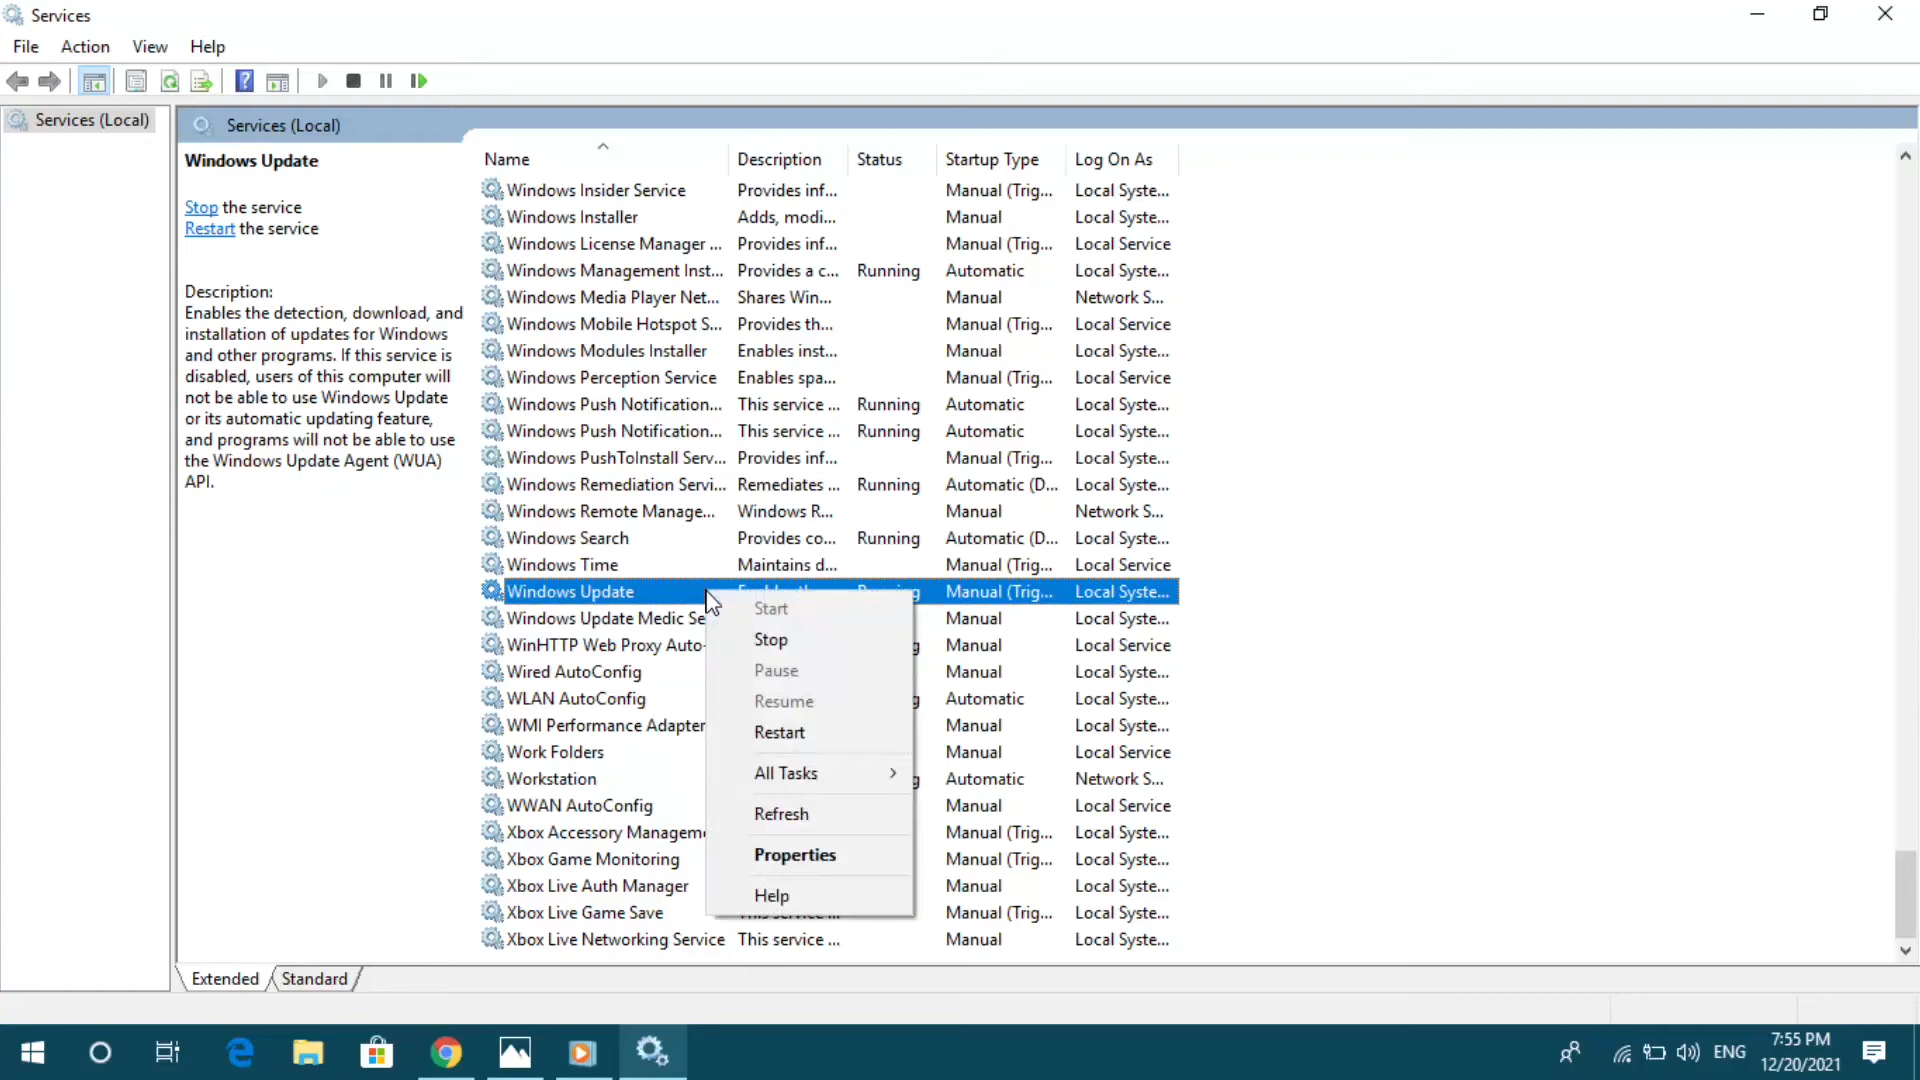 Services
File Action View Help
Services (Local)
Services (Local)
Windows Update
Stop the service
Restart the service
Description:
Enables the detection, download, and
installation of updates for Windows
and other programs. If this service is
disabled, users of this computer will
not be able to use Windows Update
or its automatic updating feature,
and programs will not be able to use
the Windows Update Agent (WUA)
API.
Name Description Status Startup Type Log On As
Windows Insider Service Provides inf... Manual (Trig... Local Syste...
Windows Installer Adds, modi... Manual Local Syste...
Windows License Manager ... Provides inf... Manual (Trig... Local Service
Windows Management Inst... Provides a c... Running Automatic Local Syste...
Windows Media Player Net... Shares Win... Manual Network S...
Windows Mobile Hotspot S... Provides th... Manual (Trig... Local Service
Windows Modules Installer Enables inst... Manual Local Syste...
Windows Perception Service Enables spa... Manual (Trig... Local Service
Windows Push Notification... This service ... Running Automatic Local Syste...
Windows Push Notification... This service ... Running Automatic Local Syste...
Windows PushToInstall Serv... Provides inf... Manual (Trig... Local Syste...
Windows Remediation Servi... Remediates ... Running Automatic (D... Local Syste...
Windows Remote Manage... Windows R... Manual Network S...
Windows Search Provides co... Running Automatic (D... Local Syste...
Windows Time Maintains d... Manual (Trig... Local Service
Windows Update Manual (Trig... Local Syste...
Windows Update Medic Se Manual Local Syste...
WinHTTP Web Proxy Auto- Manual Local Service
Wired AutoConfig Manual Local Syste...
WLAN AutoConfig Automatic Local Syste...
WMI Performance Adapter Manual Local Syste...
Work Folders Manual Local Service
Workstation Automatic Network S...
WWAN AutoConfig Manual Local Service
Xbox Accessory Manageme Manual (Trig... Local Syste...
Xbox Game Monitoring Manual (Trig... Local Syste...
Xbox Live Auth Manager Manual Local Syste...
Xbox Live Game Save Manual (Trig... Local Syste...
Xbox Live Networking Service This service ... Manual Local Syste...
Start
Stop
Pause
Resume
Restart
All Tasks
Refresh
Properties
Help
Extended Standard
ENG
7:55 PM
12/20/2021